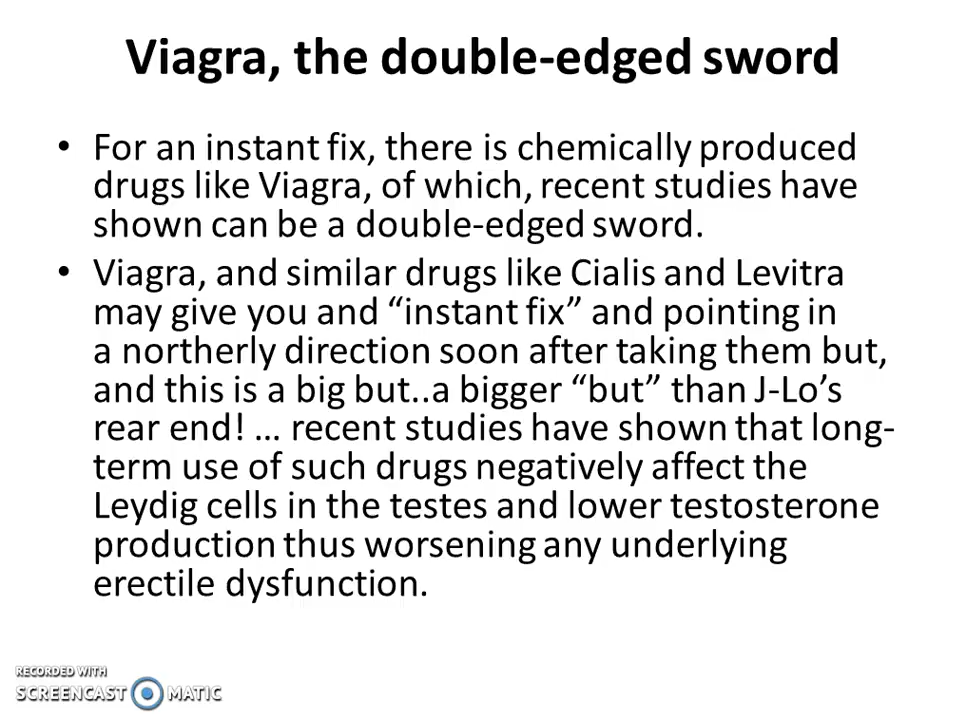 Viagra, the double-edged sword
• For an instant fix, there is chemically produced
drugs like Viagra, of which, recent studies have
shown can be a double-edged sword.
• Viagra, and similar drugs like Cialis and Levitra
may give you and “instant fix” and pointing in
a northerly direction soon after taking them but,
and this is a big but..a bigger “but” than J-Lo’s
rear end! … recent studies have shown that long-
term use of such drugs negatively affect the
Leydig cells in the testes and lower testosterone
production thus worsening any underlying
erectile dysfunction.
RECORDED WITH
SCREENCAST MATIC